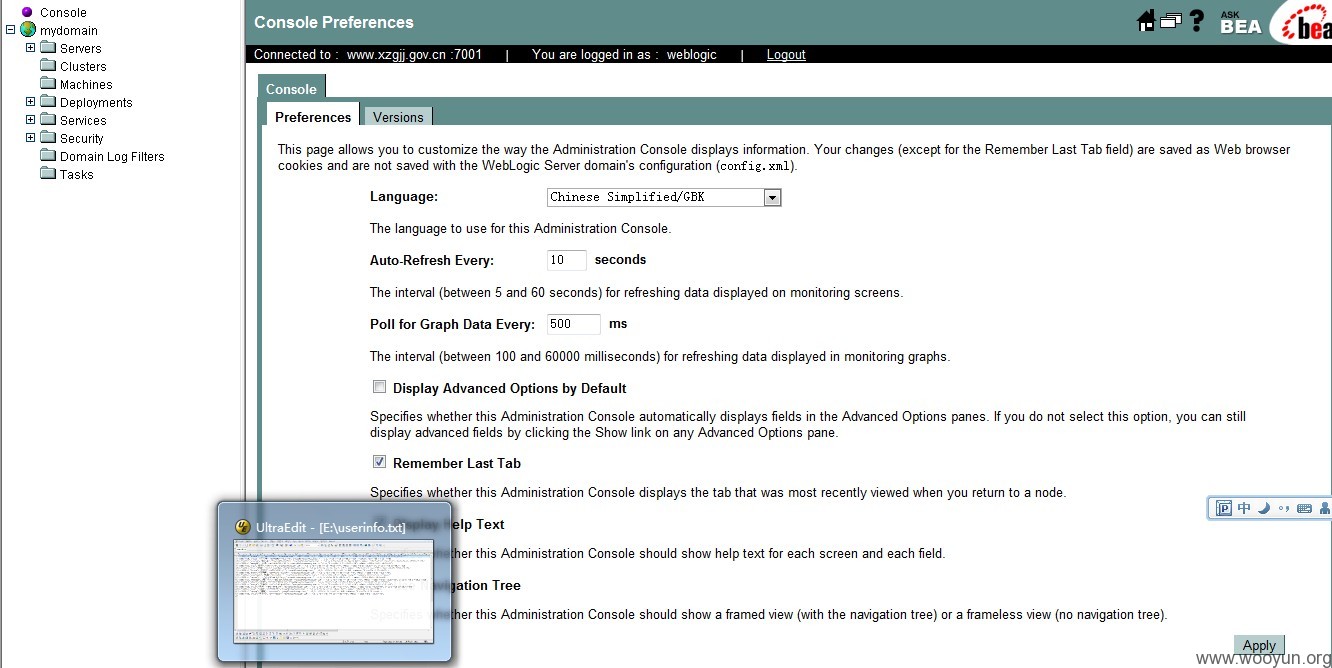 Console
mydomain
Servers
Clusters
Machines
Deployments
Services
Security
Domain Log Filters
Tasks
Console Preferences
ASK BEA
bea
Connected to : www.xzgjj.gov.cn :7001 | You are logged in as : weblogic | Logout
Console
Preferences Versions
This page allows you to customize the way the Administration Console displays information. Your changes (except for the Remember Last Tab field) are saved as Web browser
cookies and are not saved with the WebLogic Server domain's configuration (config.xml).
Language: Chinese Simplified/GBK
The language to use for this Administration Console.
Auto-Refresh Every: 10 seconds
The interval (between 5 and 60 seconds) for refreshing data displayed on monitoring screens.
Poll for Graph Data Every: 500 ms
The interval (between 100 and 60000 milliseconds) for refreshing data displayed in monitoring graphs.
Display Advanced Options by Default
Specifies whether this Administration Console automatically displays fields in the Advanced Options panes. If you do not select this option, you can still
display advanced fields by clicking the Show link on any Advanced Options pane.
Remember Last Tab
Specifies whether this Administration Console displays the tab that was most recently viewed when you return to a node.
中
UltraEdit - [E:\userinfo.txt]
Display Help Text
whether this Administration Console should show help text for each screen and each field.
Navigation Tree
Specifies whether this Administration Console should show a framed view (with the navigation tree) or a frameless view (no navigation tree).
Apply
www.wooyun.org